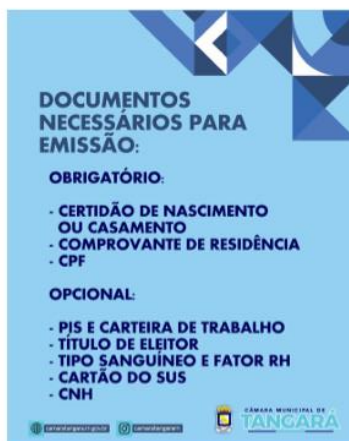 DOCUMENTOS
NECESSÁRIOS PARA
EMISSÃO:
OBRIGATÓRIO:
- CERTIDÃO DE NASCIMENTO
OU CASAMENTO
- COMPROVANTE DE RESIDÊNCIA
- CPF
OPCIONAL:
- PIS E CARTEIRA DE TRABALHO
- TÍTULO DE ELEITOR
- TIPO SANGUÍNEO E FATOR RH
- CARTÃO DO SUS
- CNH
CÂMARA MUNICIPAL DE
TANGARÁ